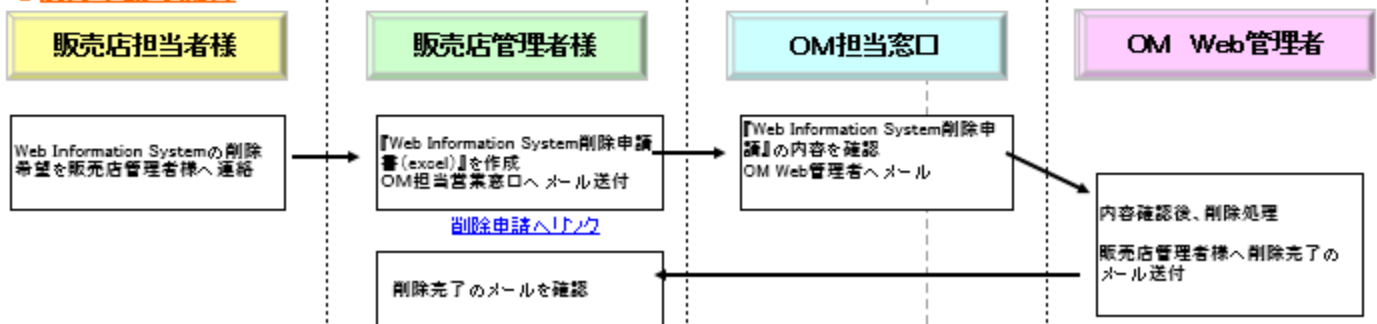 販売店担当者様
販売店管理者様
OM担当窓口
OM Web管理者
Web Information Systemの削除
希望を販売店管理者様へ連絡
『Web Information System削除申請
書(excel)』を作成
OM担当営業窓口へメール送付
削除申請へリンク
『Web Information System削除申
請』の内容を確認
OM Web管理者へメール
内容確認後、削除処理
販売店管理者様へ削除完了の
メール送付
削除完了のメールを確認